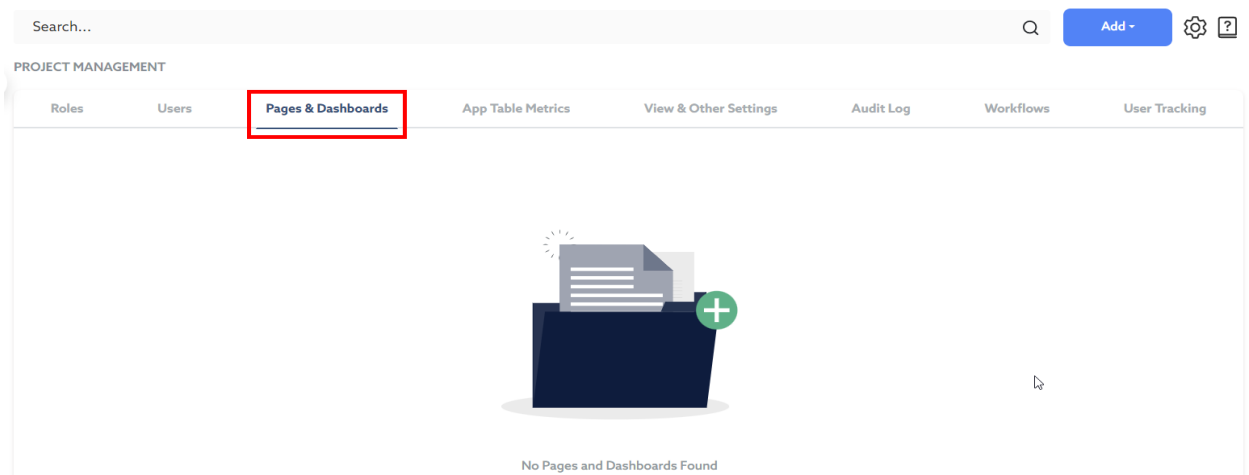 Search...
Add
PROJECT MANAGEMENT
Roles Users Pages & Dashboards App Table Metrics View & Other Settings Audit Log Workflows User Tracking
No Pages and Dashboards Found